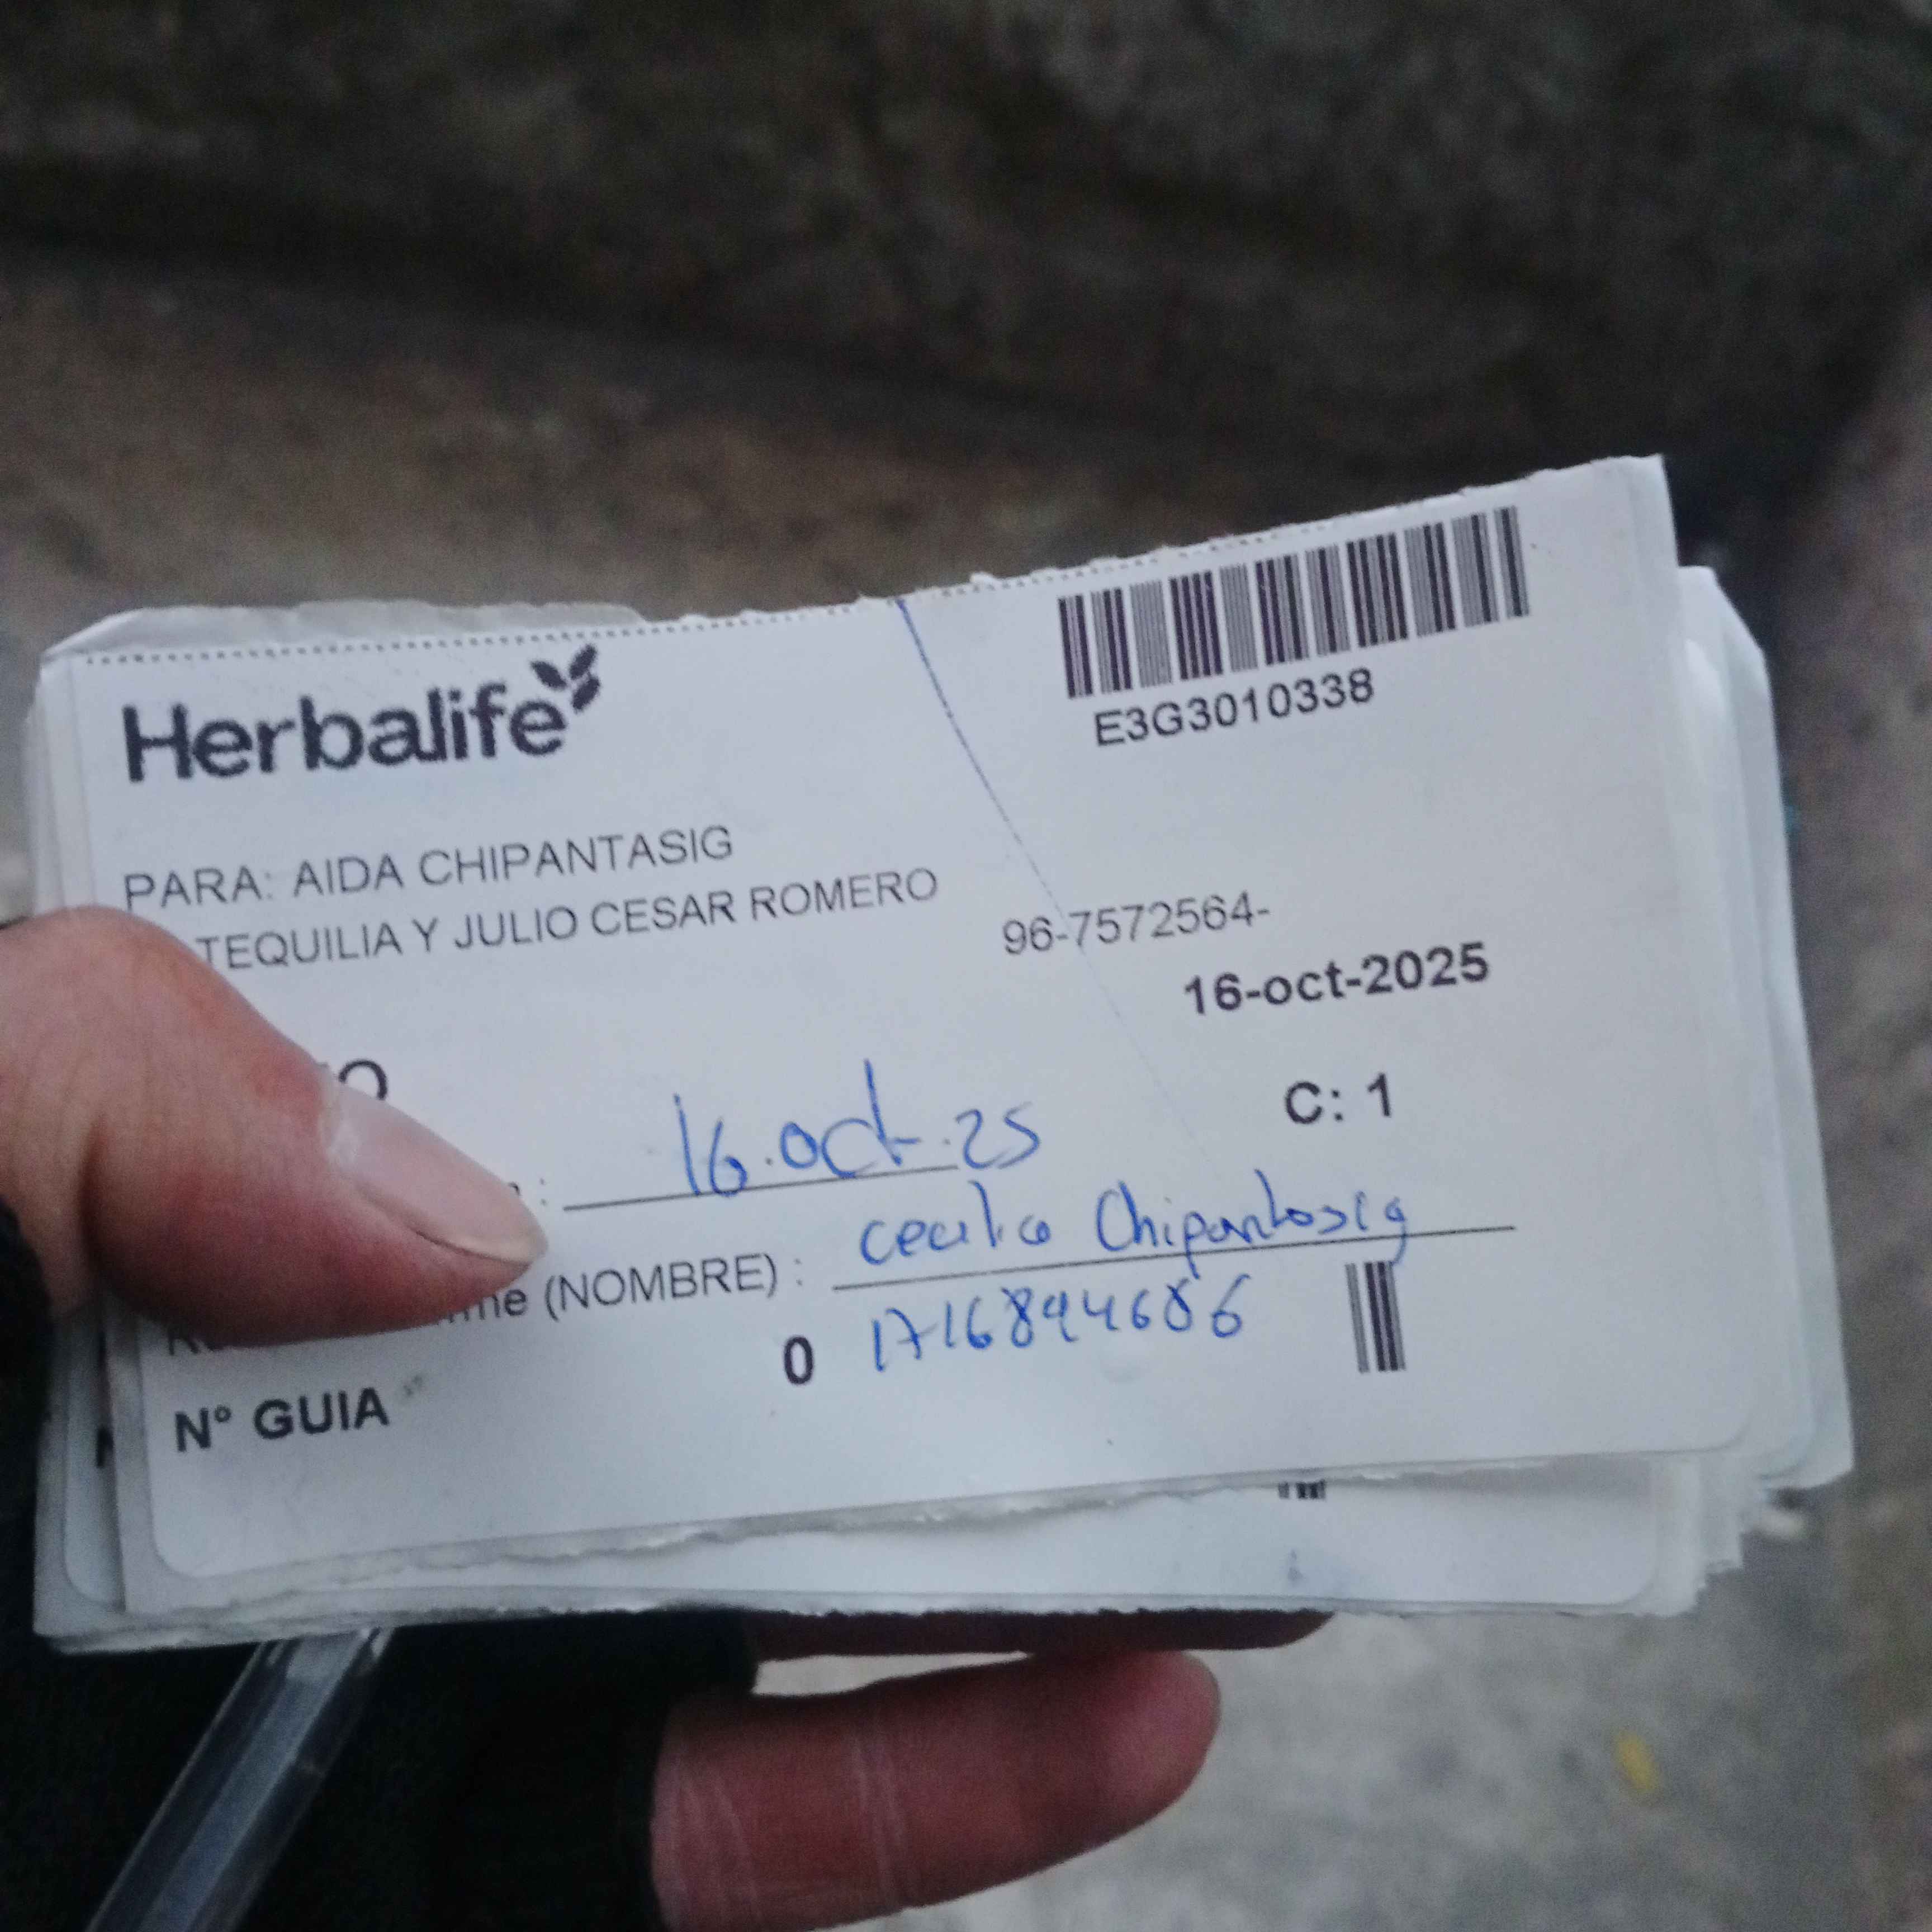 Herbalife
E3G3010338
PARA: AIDA CHIPANTASIG
TEQUILIA Y JULIO CESAR ROMERO
96-7572564-
16-oct-2025
C: 1
: 16.oct.25
(NOMBRE) : Cecilia Chipantasig
0 1716894686
N° GUIA